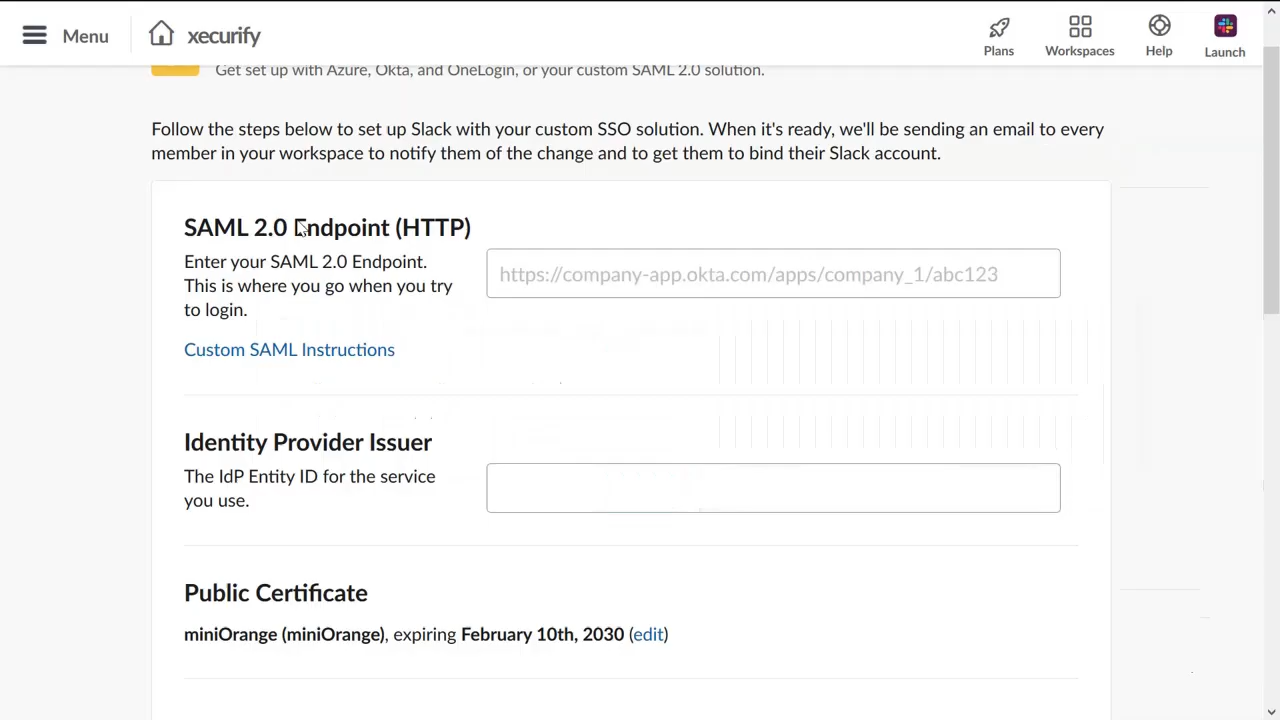 Menu
xecurify
Plans
Workspaces
Help
Launch
Get set up with Azure, Okta, and OneLogin, or your custom SAML 2.0 solution.
Follow the steps below to set up Slack with your custom SSO solution. When it's ready, we'll be sending an email to every
member in your workspace to notify them of the change and to get them to bind their Slack account.
SAML 2.0 Endpoint (HTTP)
Enter your SAML 2.0 Endpoint.
This is where you go when you try
to login.
https://company-app.okta.com/apps/company_1/abc123
Custom SAML Instructions
Identity Provider Issuer
The IdP Entity ID for the service
you use.
Public Certificate
miniOrange (miniOrange), expiring February 10th, 2030 (edit)